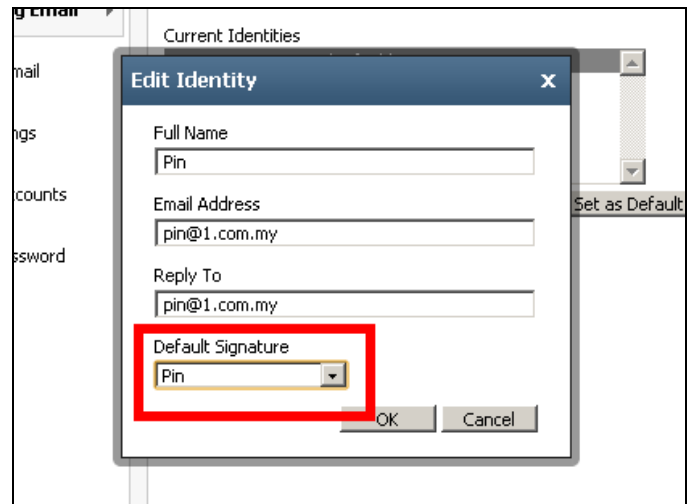 g Email
Current Identities
mail
Edit Identity x
ngs
Full Name
Pin
counts
Email Address
Set as Default
pin@1.com.my
ssword
Reply To
pin@1.com.my
Default Signature
Pin
OK Cancel